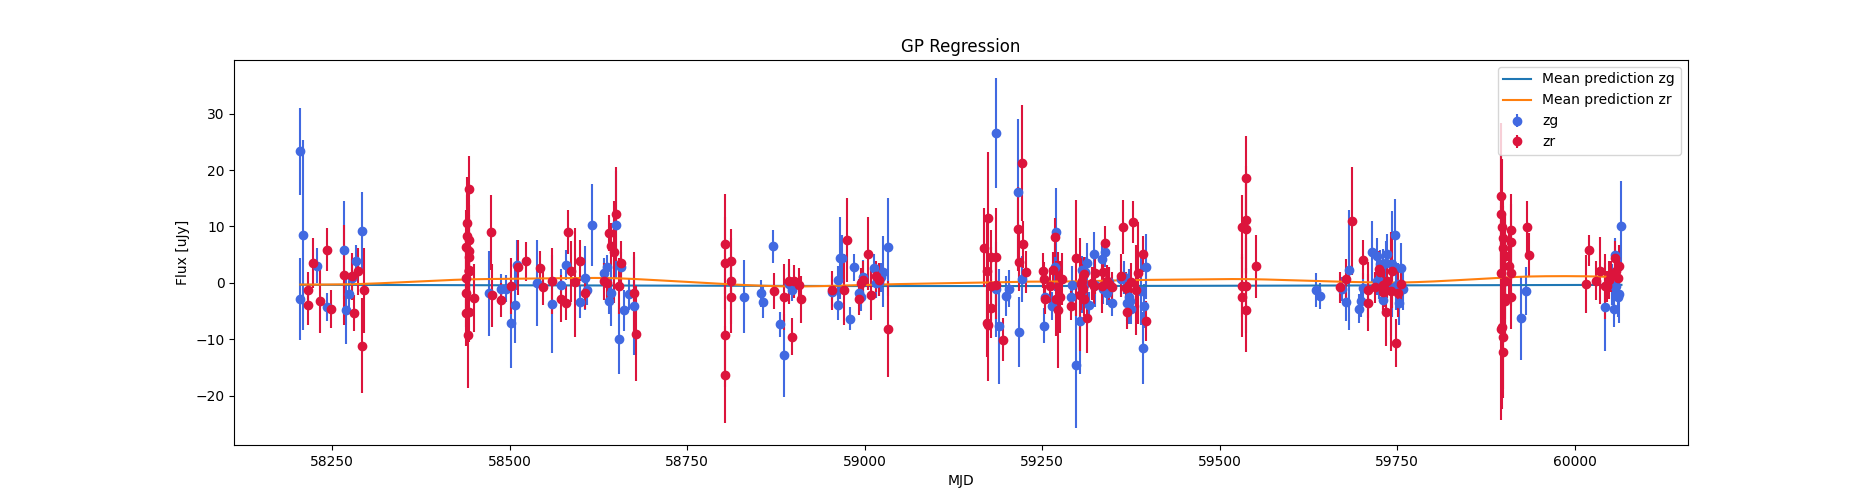 GP Regression
Mean prediction zg
Mean prediction zr
zg
zr
Flux [uJy]
30
20
10
0
−10
−20
58250
58500
58750
59000
59250
59500
59750
60000
MJD